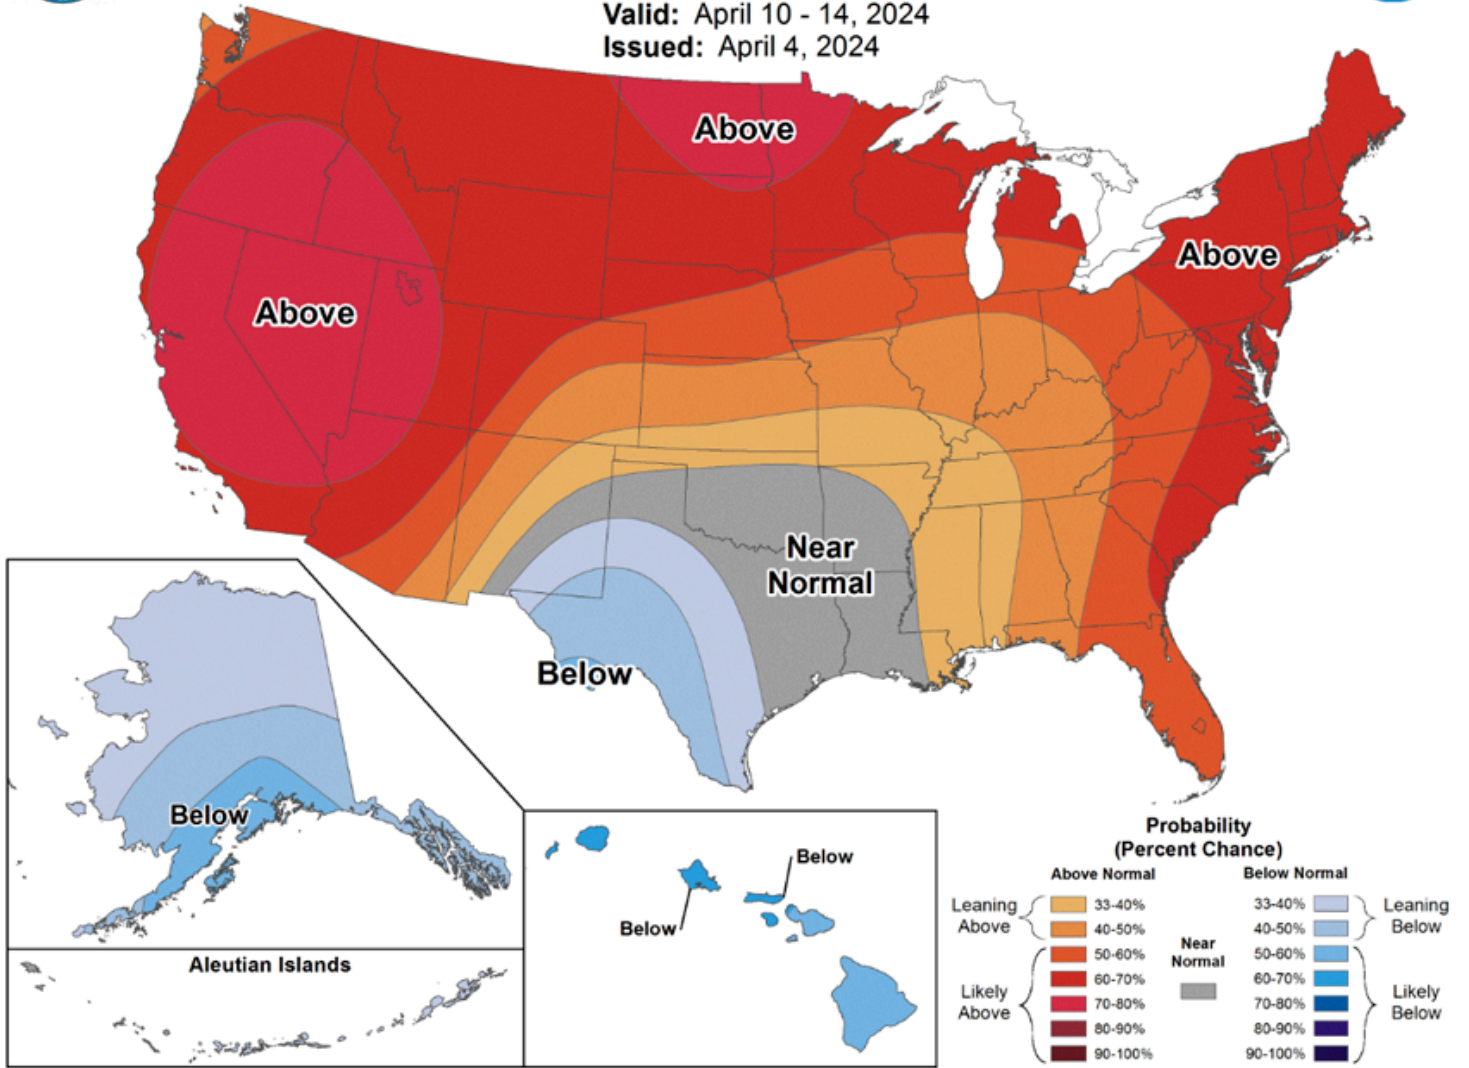 Valid: April 10 - 14, 2024
Issued: April 4, 2024
Above
Above
Above
Near
Normal
Below
Below
Aleutian Islands
Below
Below
Probability
(Percent Chance)
Above Normal
Below Normal
Leaning
Above
33-40%
40-50%
Likely
Above
50-60%
60-70%
70-80%
80-90%
90-100%
Near
Normal
33-40%
40-50%
Leaning
Below
50-60%
60-70%
70-80%
80-90%
90-100%
Likely
Below